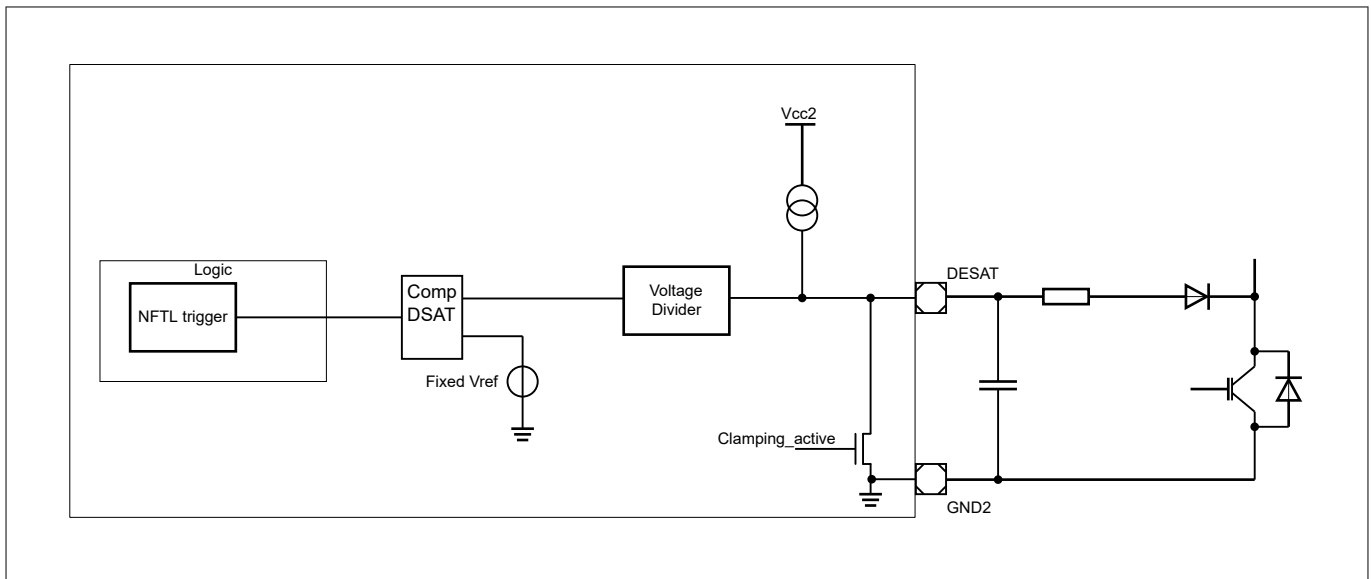 Vcc2
Logic
NFTL trigger
Comp
DSAT
Fixed Vref
Voltage
Divider
DESAT
Clamping_active
GND2